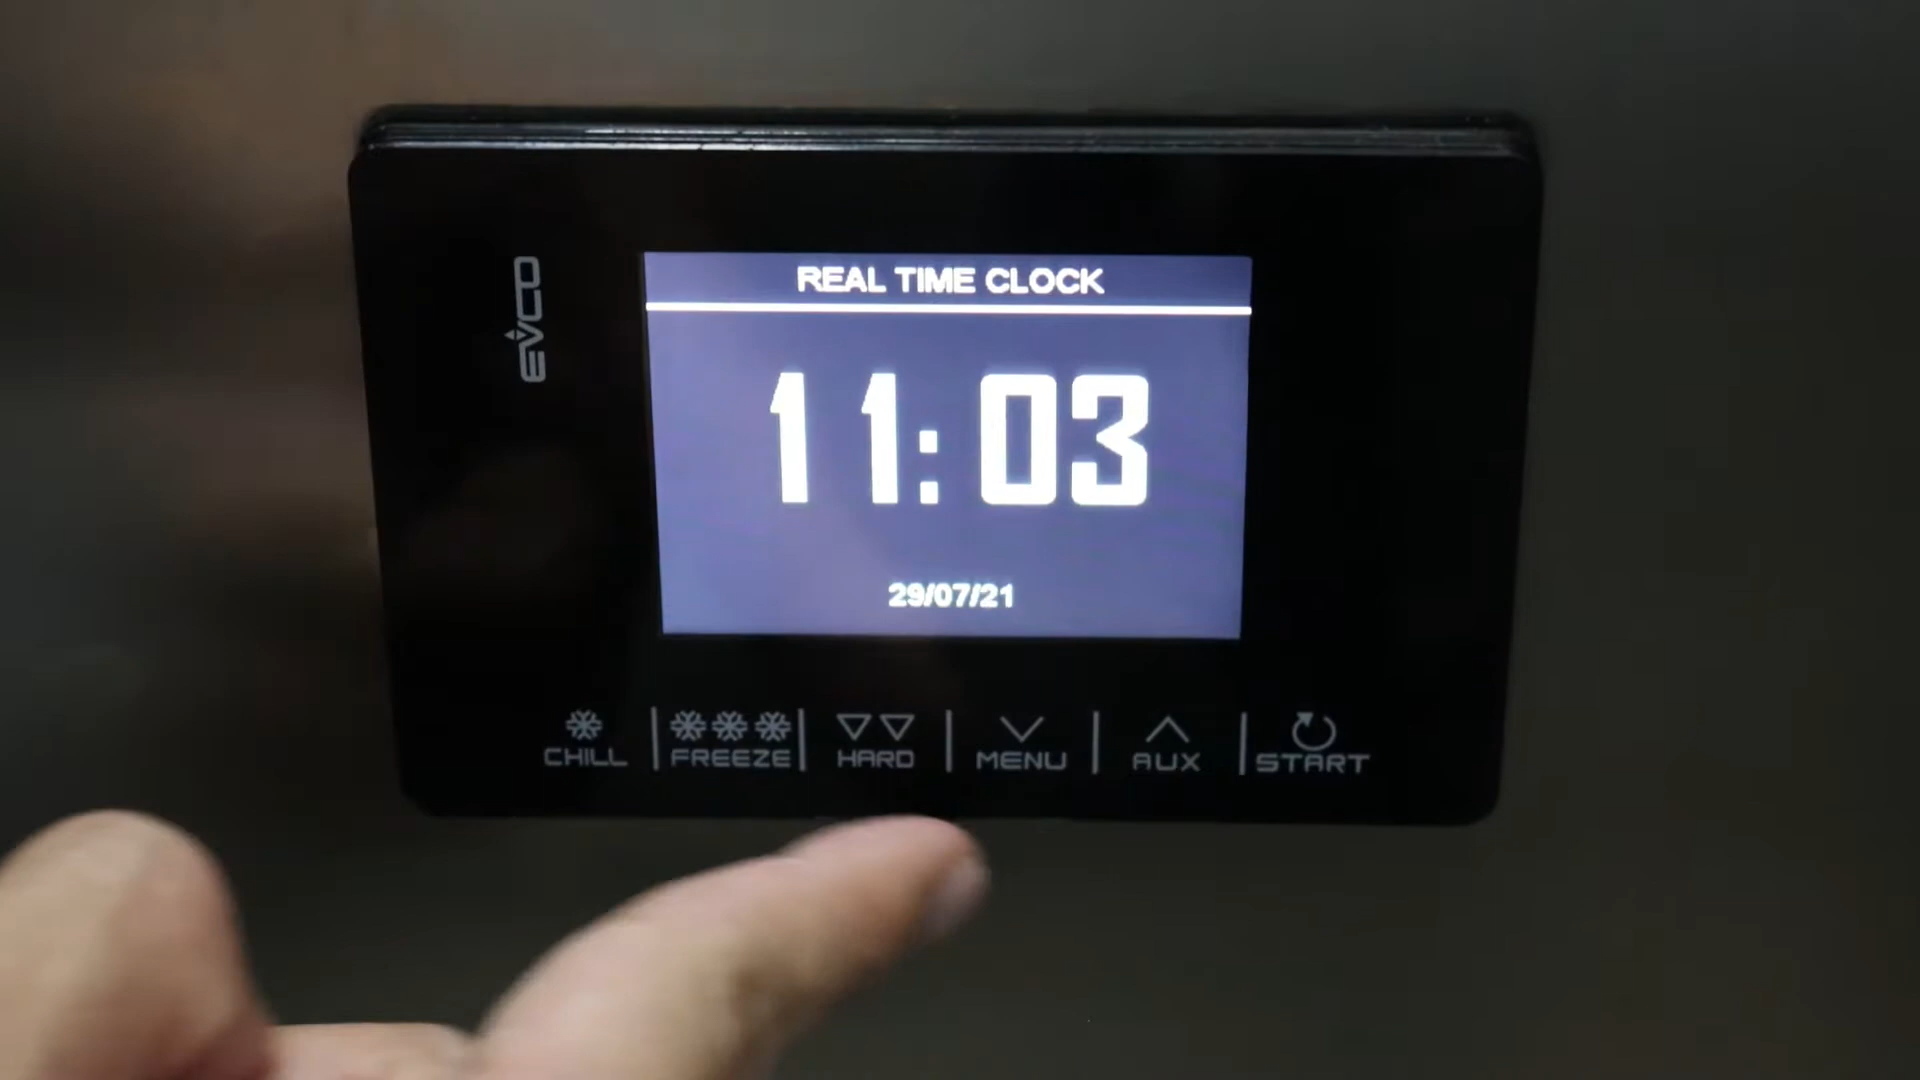 EVCO
REAL TIME CLOCK
11:03
29/07/21
CHILL FREEZE HARD MENU AUX START